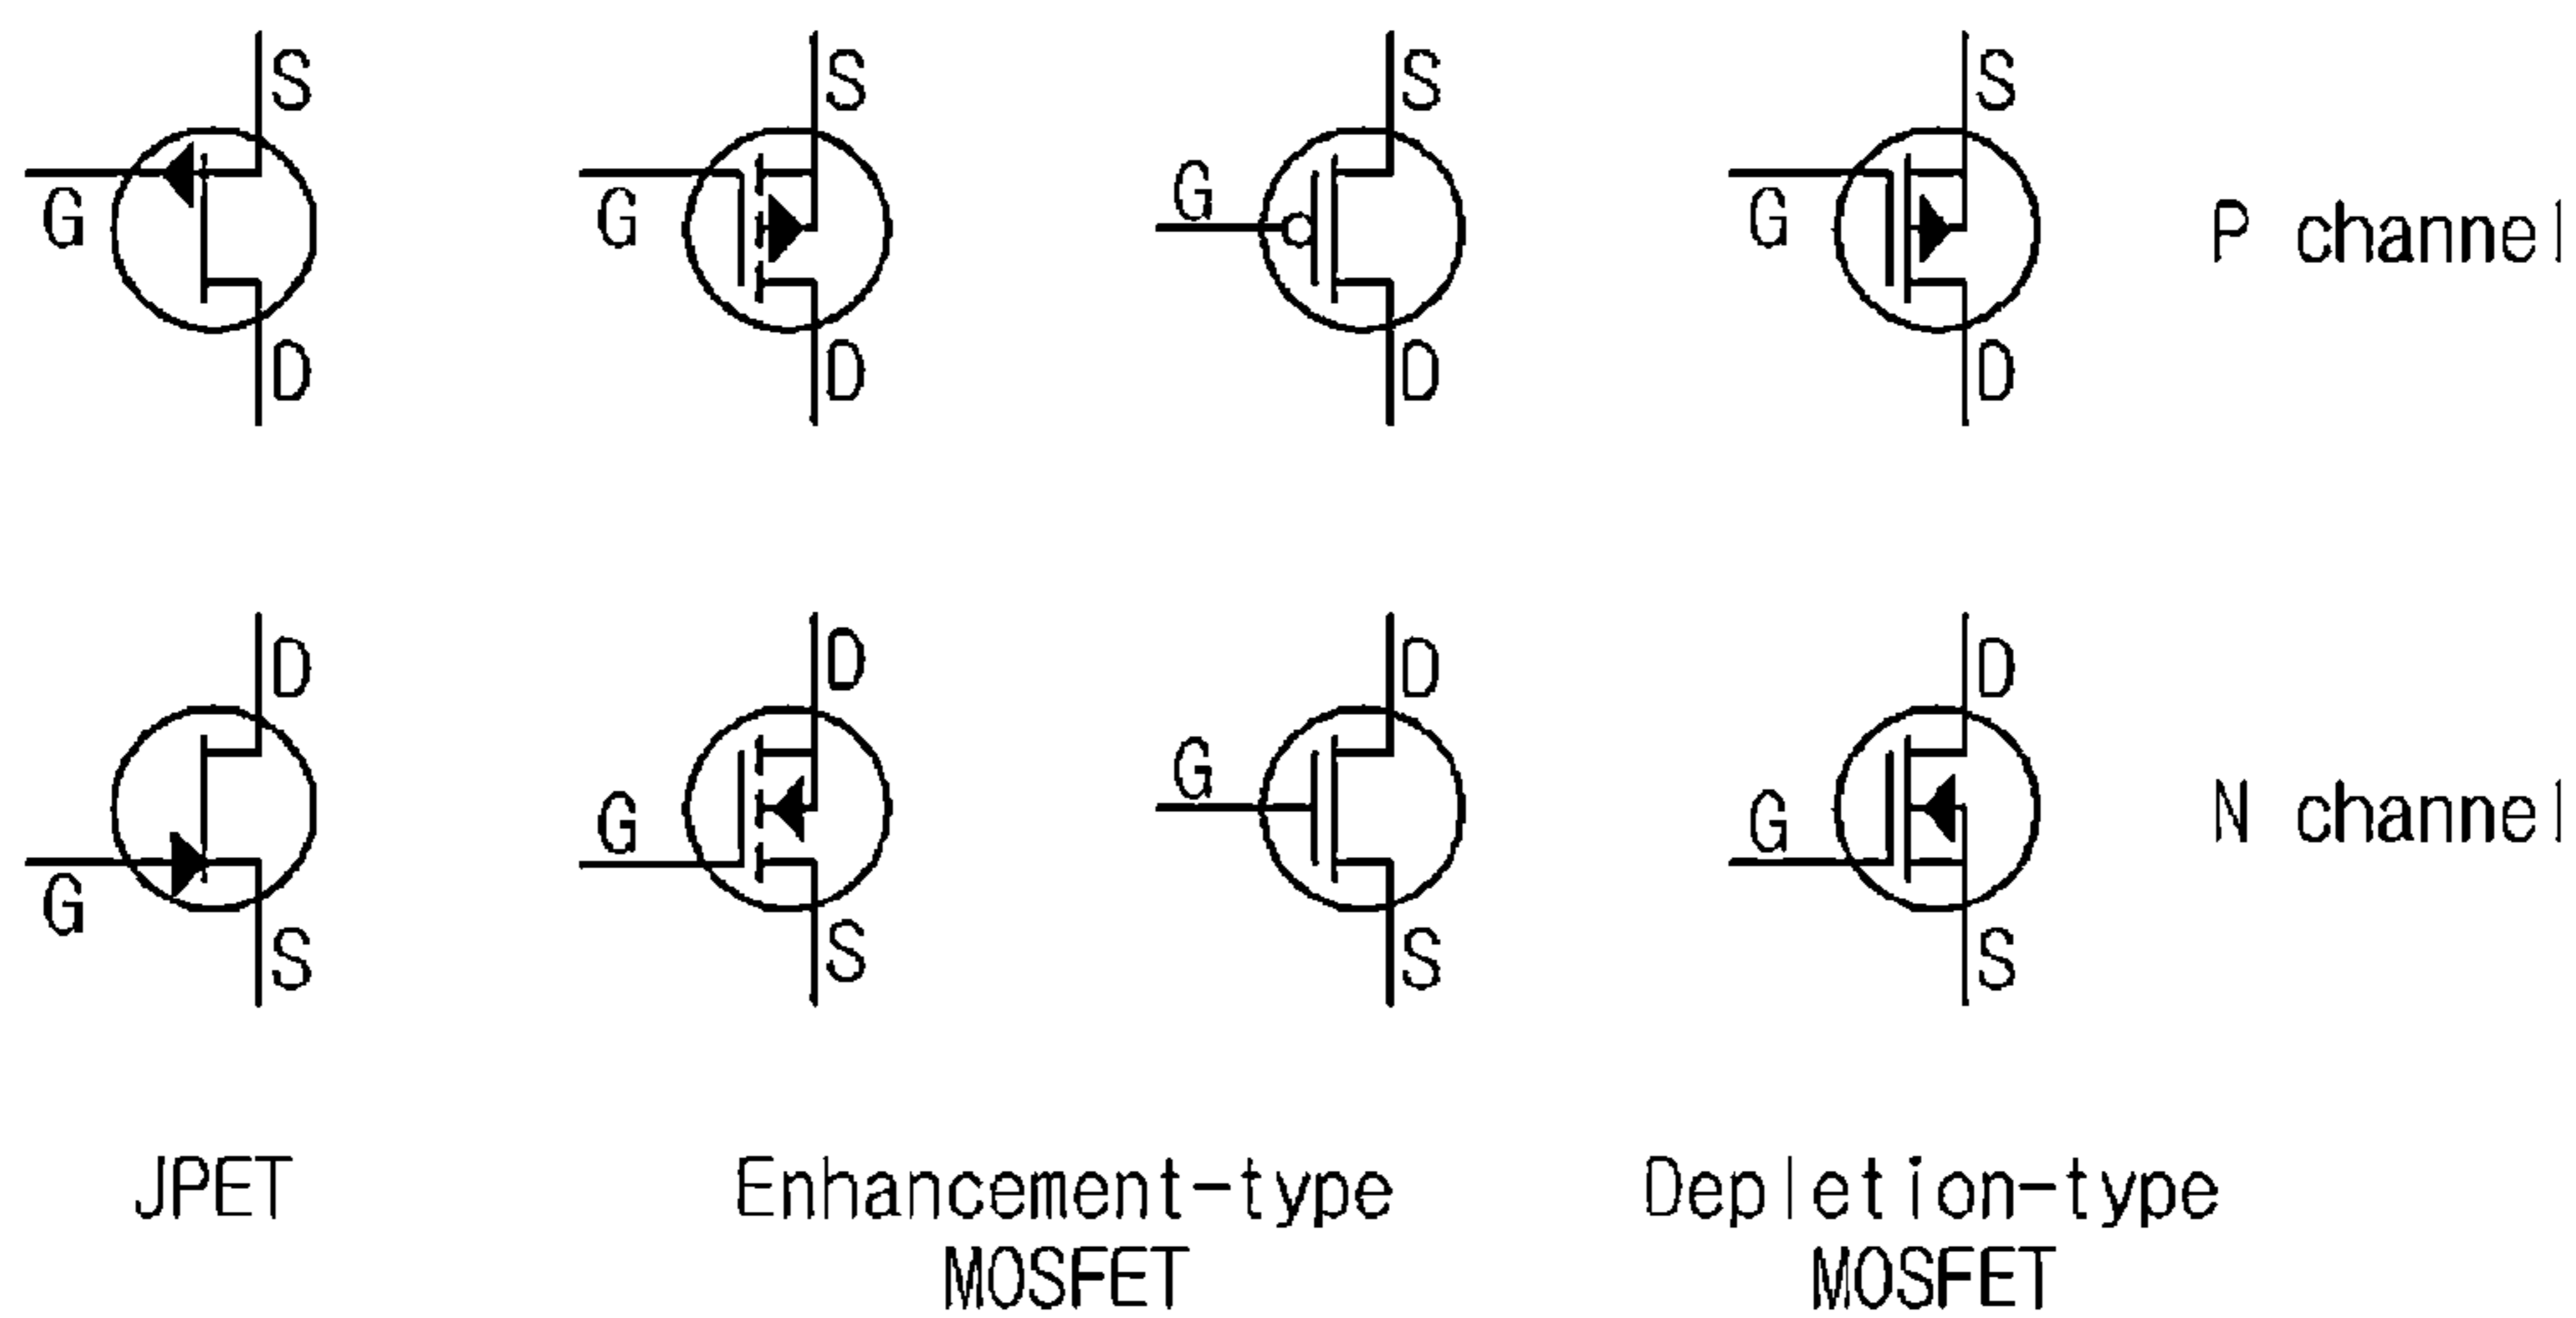 S S S S
G G G G P channel
D D D D
D D D D
G G G G N channel
S S S S
JPET Enhancement-type Depletion-type
MOSFET MOSFET